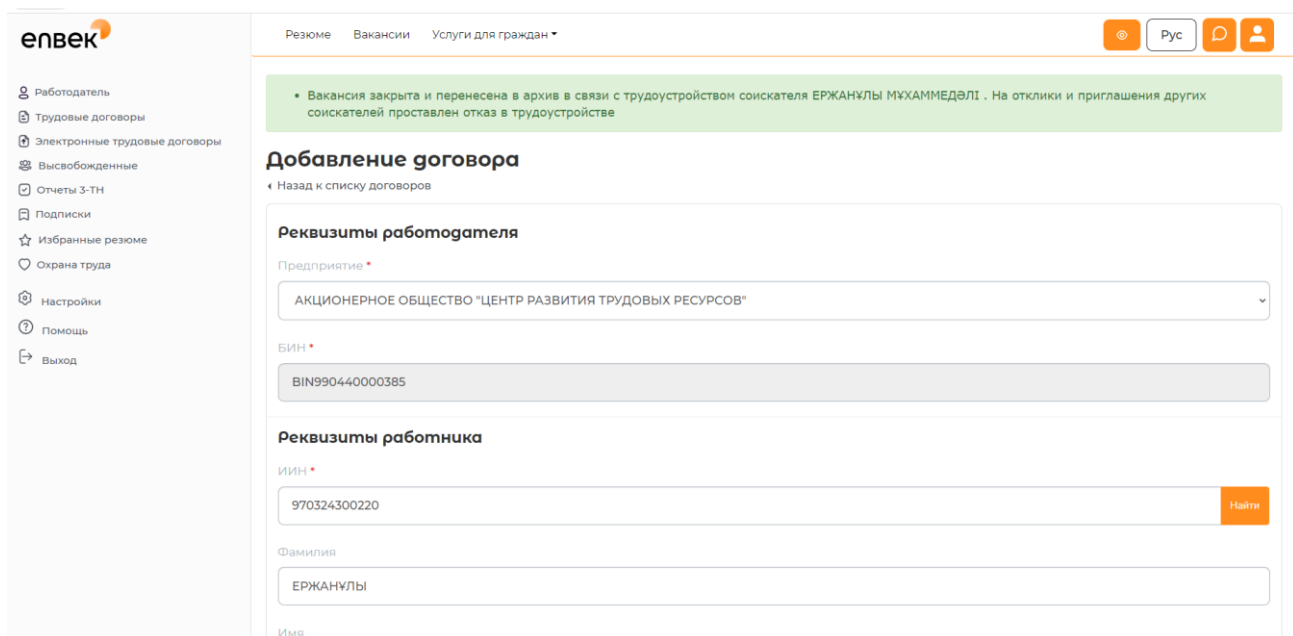 enbek
Резюме Вакансии Услуги для граждан
Рус
Работодатель
Трудовые договоры
Электронные трудовые договоры
Высвобожденные
Отчеты 3-ТН
Подписки
Избранные резюме
Охрана труда
Настройки
Помощь
Выход
• Вакансия закрыта и перенесена в архив в связи с трудоустройством соискателя ЕРЖАНҰЛЫ МҰХАММЕДӘЛІ . На отклики и приглашения других
соискателей проставлен отказ в трудоустройстве
Добавление договора
Назад к списку договоров
Реквизиты работодателя
Предприятие *
АКЦИОНЕРНОЕ ОБЩЕСТВО "ЦЕНТР РАЗВИТИЯ ТРУДОВЫХ РЕСУРСОВ"
БИН *
BIN990440000385
Реквизиты работника
ИИН *
970324300220
Найти
Фамилия
ЕРЖАНҰЛЫ
Имя